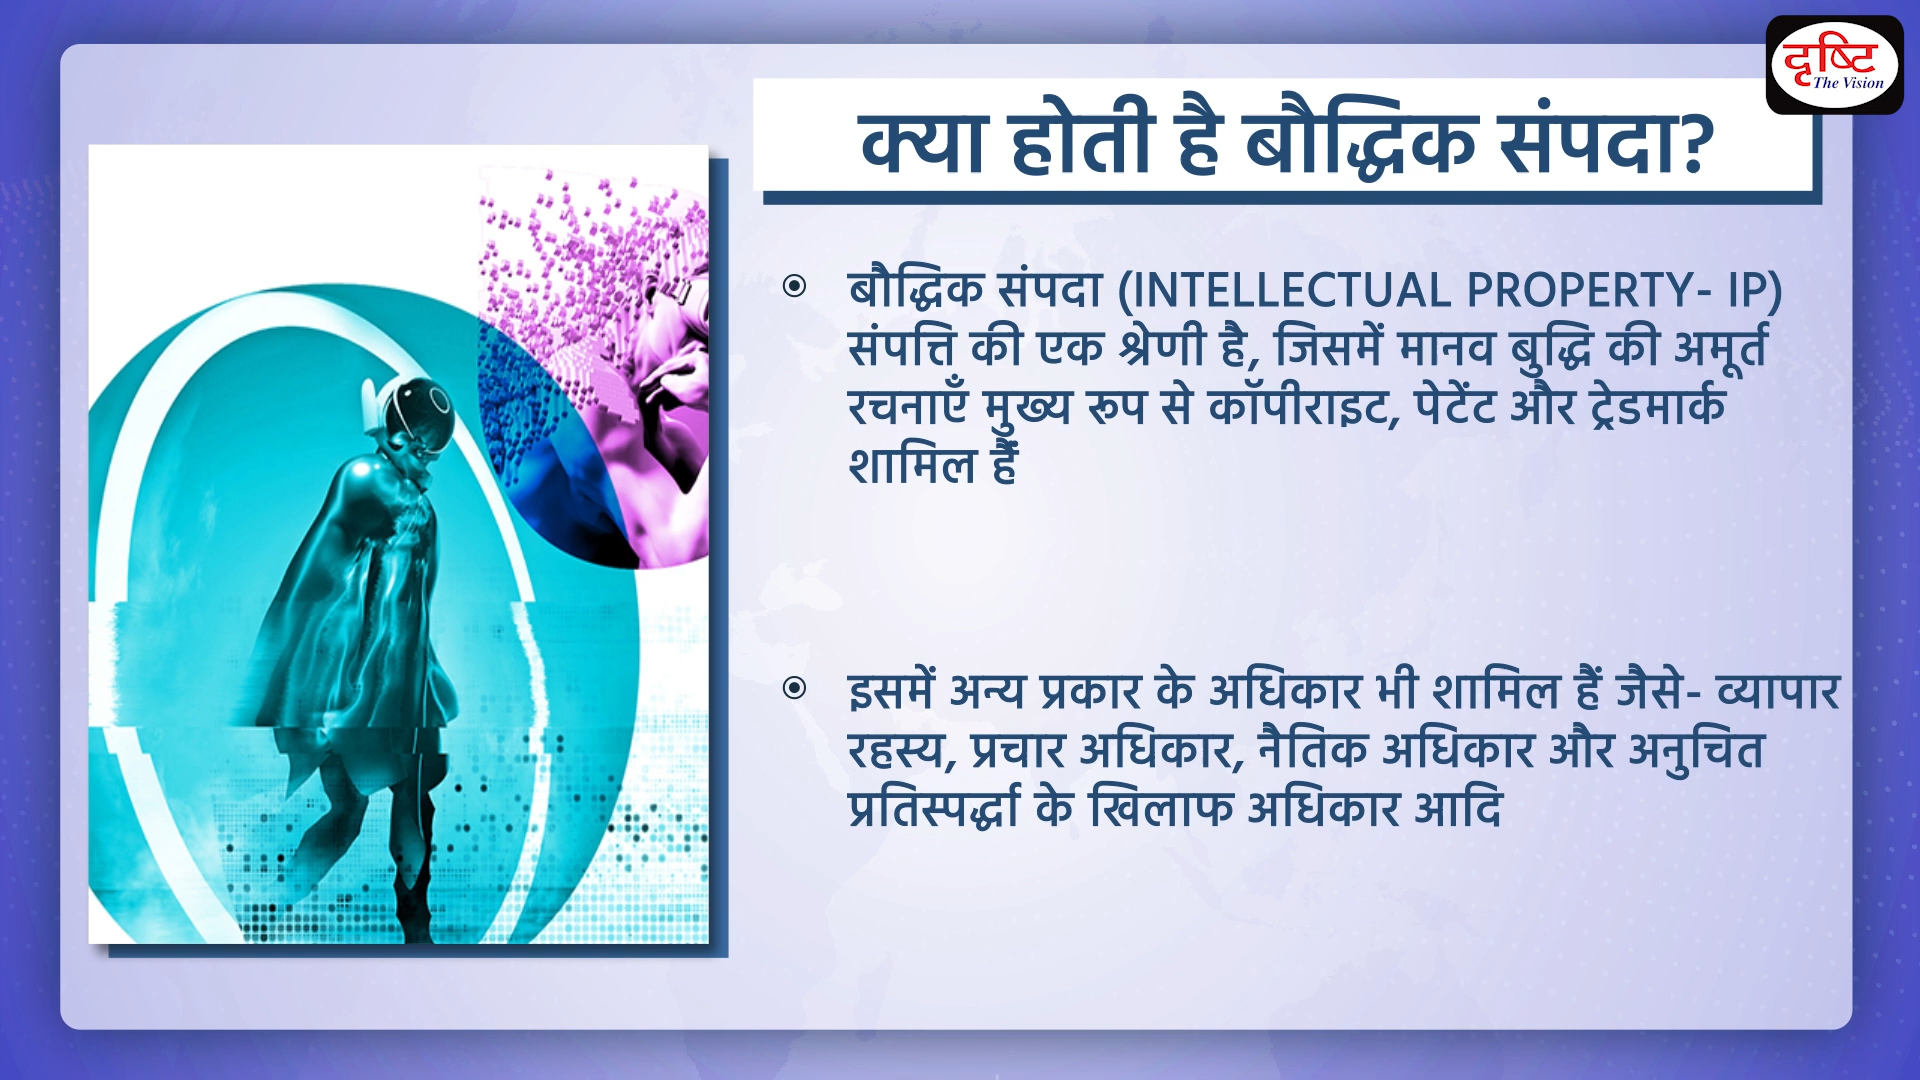 दृष्टि
The Vision
क्या होती है बौद्धिक संपदा?
बौद्धिक संपदा (INTELLECTUAL PROPERTY- IP)
संपत्ति की एक श्रेणी है, जिसमें मानव बुद्धि की अमूर्त
रचनाएँ मुख्य रूप से कॉपीराइट, पेटेंट और ट्रेडमार्क
शामिल हैं
इसमें अन्य प्रकार के अधिकार भी शामिल हैं जैसे- व्यापार
रहस्य, प्रचार अधिकार, नैतिक अधिकार और अनुचित
प्रतिस्पर्द्धा के खिलाफ अधिकार आदि